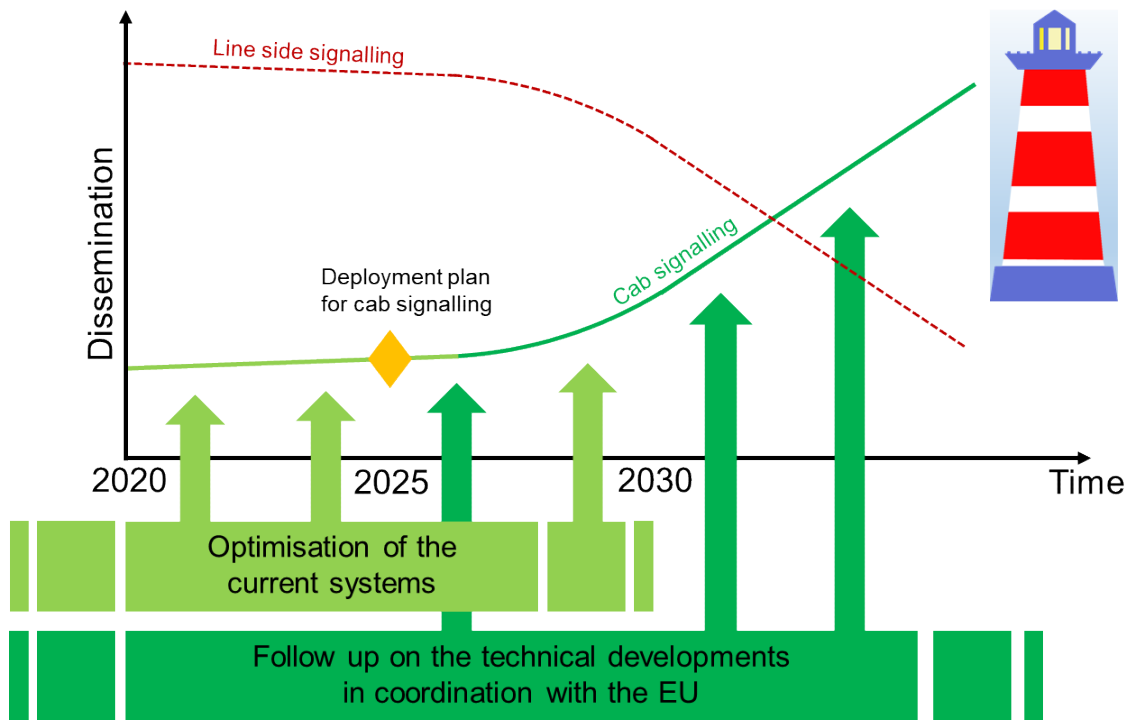 Line side signalling
Dissemination
Cab signalling
Deployment plan
for cab signalling
2020
2025
2030
Time
Optimisation of the
current systems
Follow up on the technical developments
in coordination with the EU